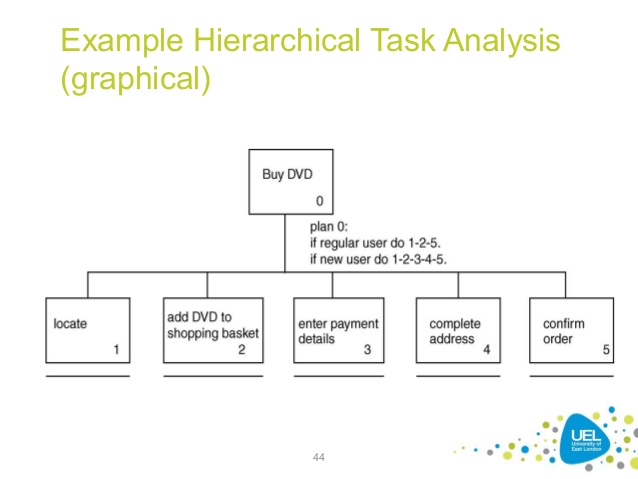 Example Hierarchical Task Analysis
(graphical)
Buy DVD
0
plan 0:
if regular user do 1-2-5.
if new user do 1-2-3-4-5.
locate
1
add DVD to
shopping basket
2
enter payment
details
3
complete
address
4
confirm
order
5
UEL
University of
East London
44